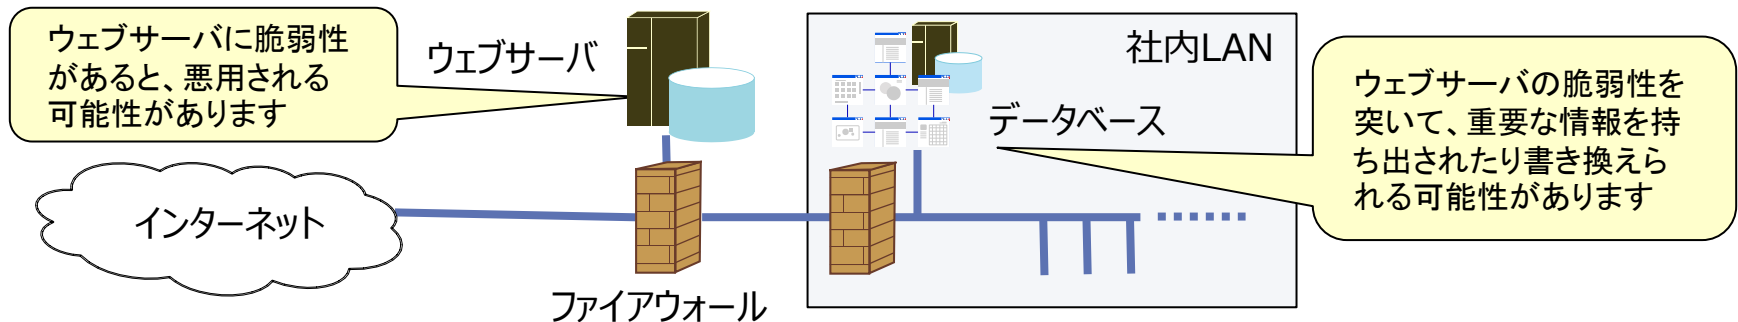 ウェブサーバに脆弱性
があると、悪用される
可能性があります
ウェブサーバ
社内LAN
データベース
ウェブサーバの脆弱性を
突いて、重要な情報を持
ち出されたり書き換えら
れる可能性があります
インターネット
ファイアウォール